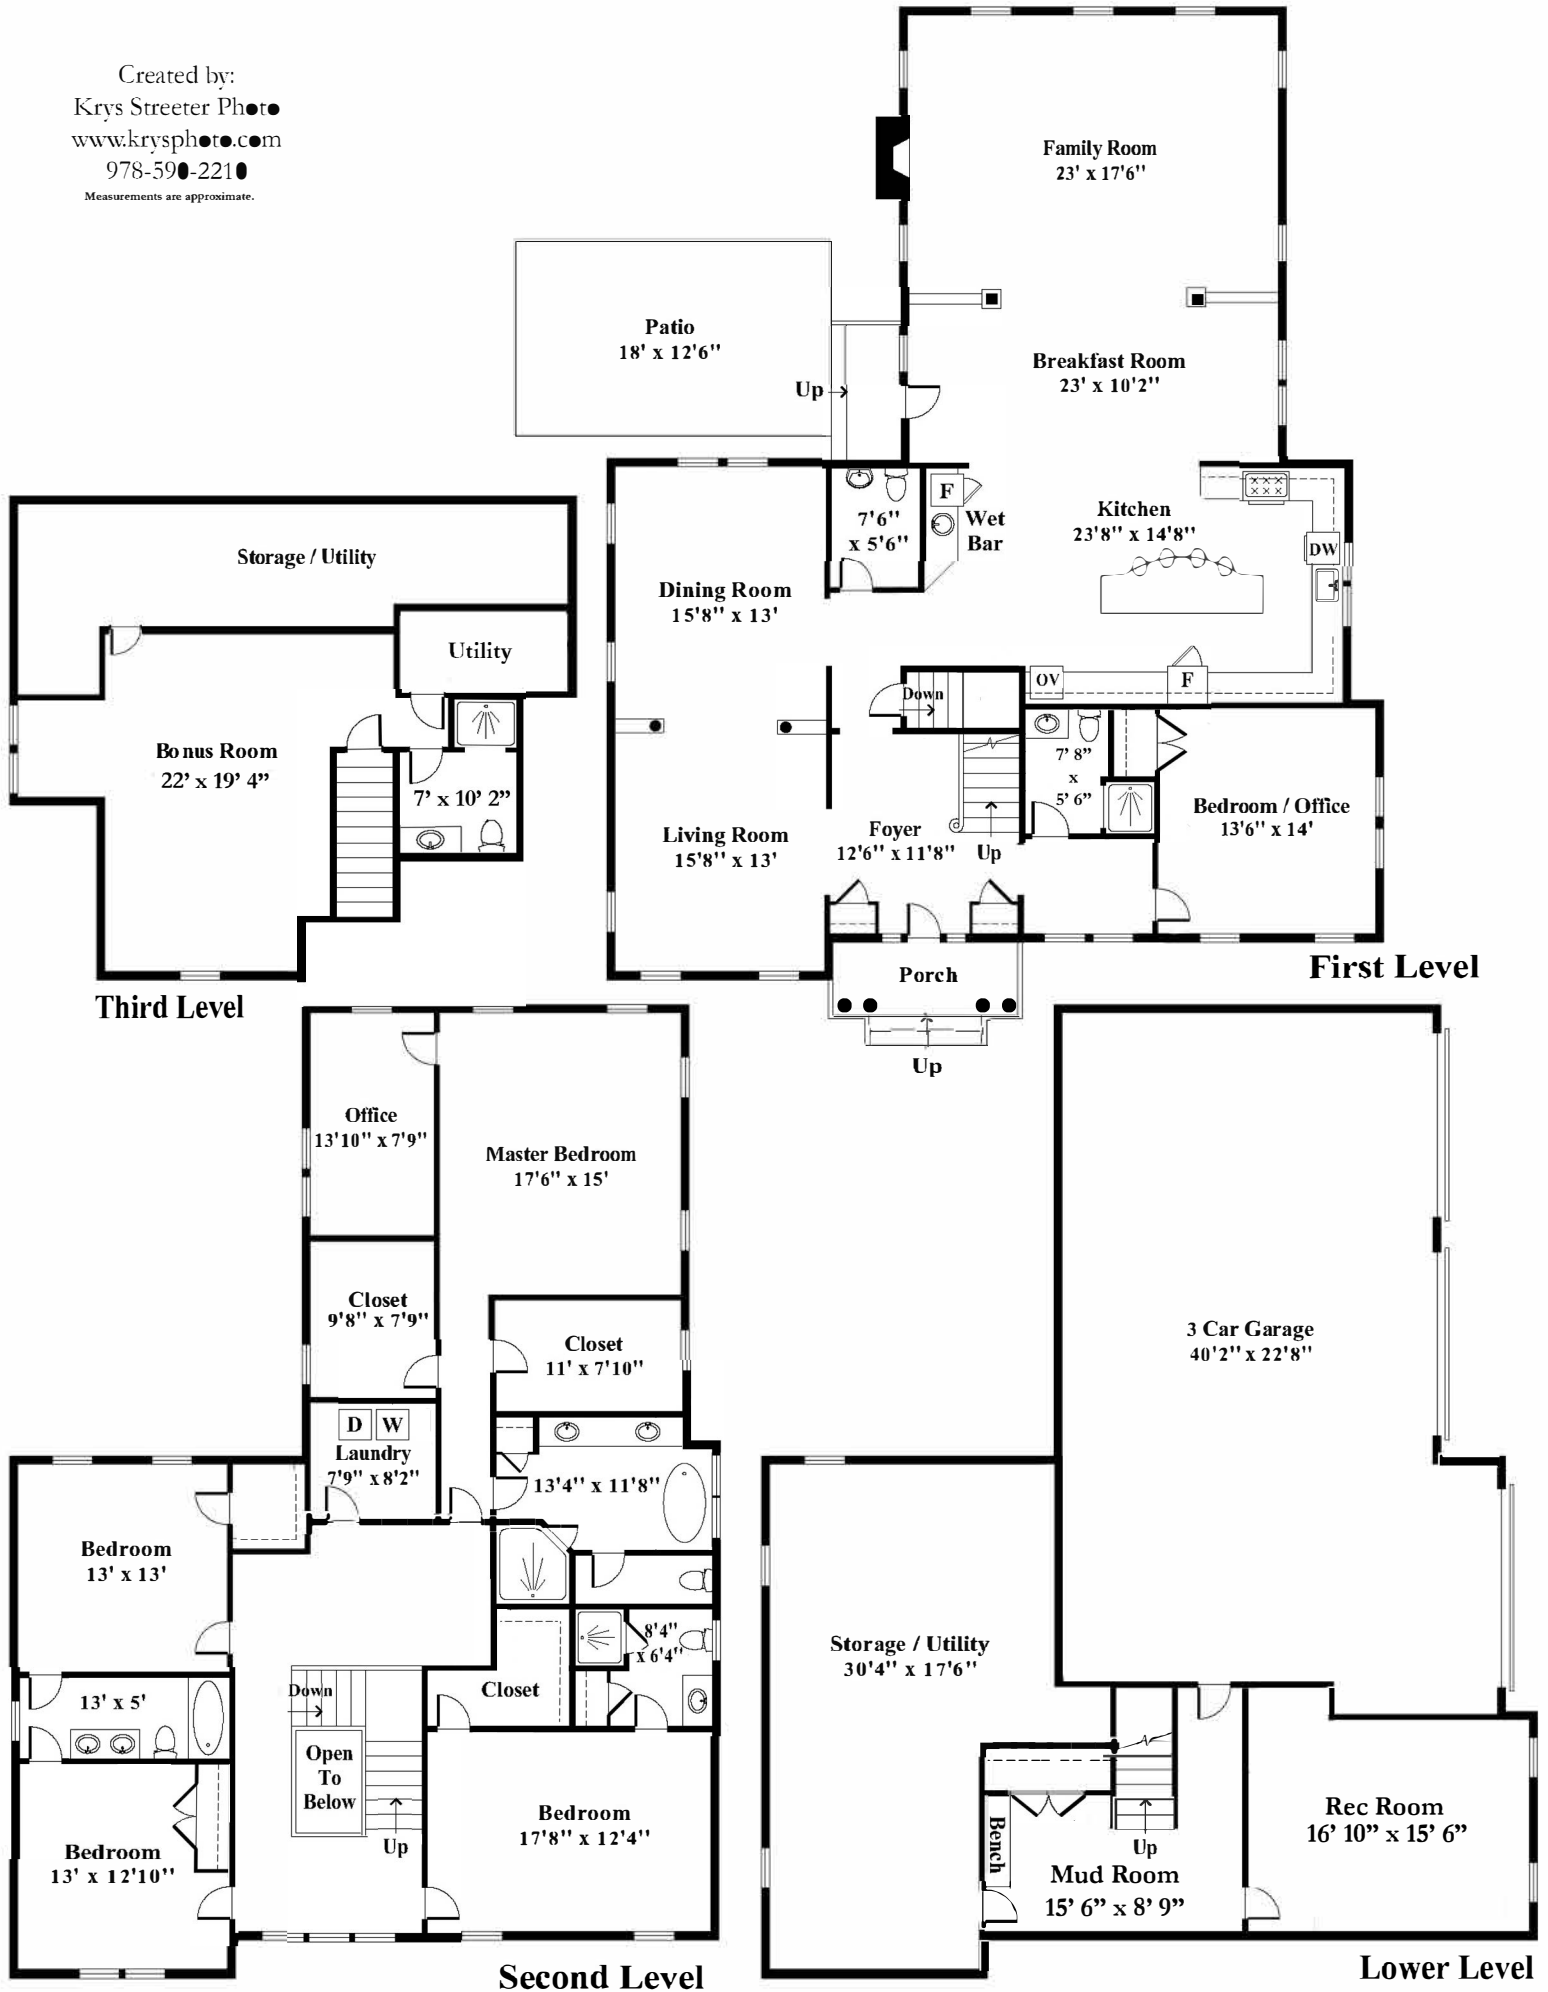 Created by:
Krys Streeter Photo
www.krysphoto.com
978-590-2210
Measurements are approximate.
Family Room
23' x 17'6"
Patio
18' x 12'6"
Up
Breakfast Room
23' x 10'2"
7'6"
x 5'6"
F
Wet
Bar
Kitchen
23'8" x 14'8"
DW
Dining Room
15'8" x 13'
Down
OV
F
Living Room
15'8" x 13'
Foyer
12'6" x 11'8"
Up
7' 8"
x
5' 6"
Bedroom / Office
13'6" x 14'
Porch
Up
First Level
Storage / Utility
Utility
Bonus Room
22' x 19' 4"
7' x 10' 2"
Third Level
Office
13'10" x 7'9"
Master Bedroom
17'6" x 15'
Closet
9'8" x 7'9"
Closet
11' x 7'10"
D W
Laundry
7'9" x 8'2"
13'4" x 11'8"
Bedroom
13' x 13'
8'4"
x 6'4"
Closet
Down
13' x 5'
Open
To
Below
Up
Bedroom
17'8" x 12'4"
Bedroom
13' x 12'10"
Second Level
3 Car Garage
40'2" x 22'8"
Storage / Utility
30'4" x 17'6"
Bench
Up
Mud Room
15' 6" x 8' 9"
Rec Room
16' 10" x 15' 6"
Lower Level